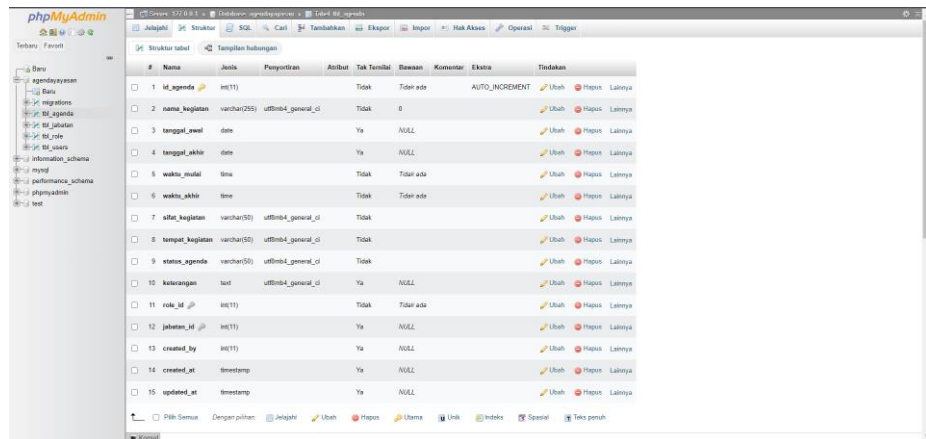 phpMyAdmin
Terbaru Favorit
Baru
agendayayasan
Baru
migrations
tbl_agenda
tbl_jabatan
tbl_role
tbl_users
information_schema
mysql
performance_schema
phpmyadmin
test
Server: 127.0.0.1 » Database: agendayayasan » Tabel: tbl_agenda
Jelajahi Struktur SQL Cari Tambahkan Ekspor Impor Hak Akses Operasi Trigger
Struktur tabel Tampilan hubungan
# Nama Jenis Penyortiran Atribut Tak Ternilai Bawaan Komentar Ekstra Tindakan
1 id_agenda int(11) Tidak Tidak ada AUTO_INCREMENT Ubah Hapus Lainnya
2 nama_kegiatan varchar(255) utf8mb4_general_ci Tidak 0 Ubah Hapus Lainnya
3 tanggal_awal date Ya NULL Ubah Hapus Lainnya
4 tanggal_akhir date Ya NULL Ubah Hapus Lainnya
5 waktu_mulai time Tidak Tidak ada Ubah Hapus Lainnya
6 waktu_akhir time Tidak Tidak ada Ubah Hapus Lainnya
7 sifat_kegiatan varchar(50) utf8mb4_general_ci Tidak Ubah Hapus Lainnya
8 tempat_kegiatan varchar(50) utf8mb4_general_ci Tidak Ubah Hapus Lainnya
9 status_agenda varchar(50) utf8mb4_general_ci Tidak Ubah Hapus Lainnya
10 keterangan text utf8mb4_general_ci Ya NULL Ubah Hapus Lainnya
11 role_id int(11) Tidak Tidak ada Ubah Hapus Lainnya
12 jabatan_id int(11) Ya NULL Ubah Hapus Lainnya
13 created_by int(11) Ya NULL Ubah Hapus Lainnya
14 created_at timestamp Ya NULL Ubah Hapus Lainnya
15 updated_at timestamp Ya NULL Ubah Hapus Lainnya
Pilih Semua Dengan pilihan: Jelajahi Ubah Hapus Utama Unik Indeks Spasial Teks penuh
Konsol